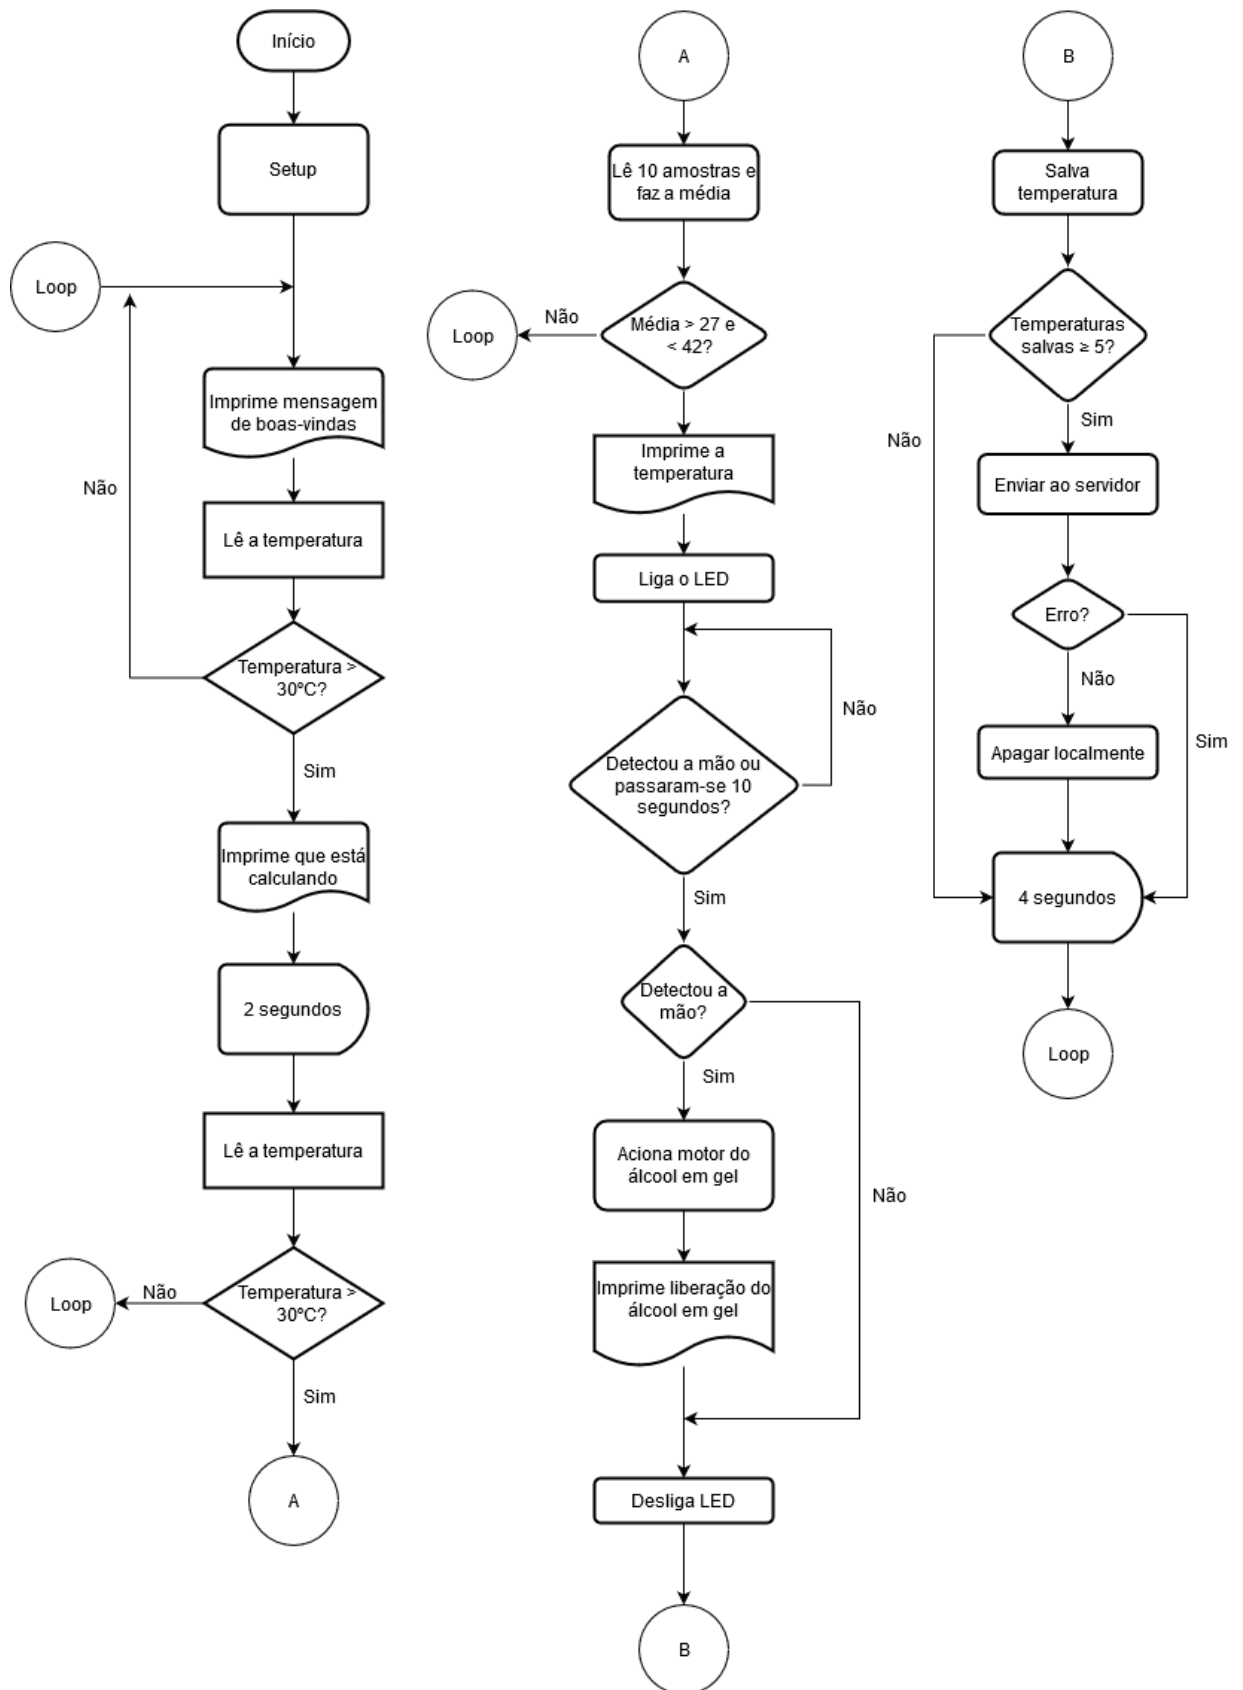 Início
Setup
Loop
Imprime mensagem
de boas-vindas
Não
Lê a temperatura
Temperatura >
30ºC?
Sim
Imprime que está
calculando
2 segundos
Lê a temperatura
Temperatura >
30ºC?
Não
Loop
Sim
A
A
Lê 10 amostras e
faz a média
Média > 27 e
< 42?
Não
Loop
Imprime a
temperatura
Liga o LED
Não
Detectou a mão ou
passaram-se 10
segundos?
Sim
Detectou a
mão?
Sim
Aciona motor do
álcool em gel
Não
Imprime liberação do
álcool em gel
Desliga LED
B
B
Salva
temperatura
Temperaturas
salvas ≥ 5?
Sim
Não
Enviar ao servidor
Erro?
Não
Sim
Apagar localmente
4 segundos
Loop